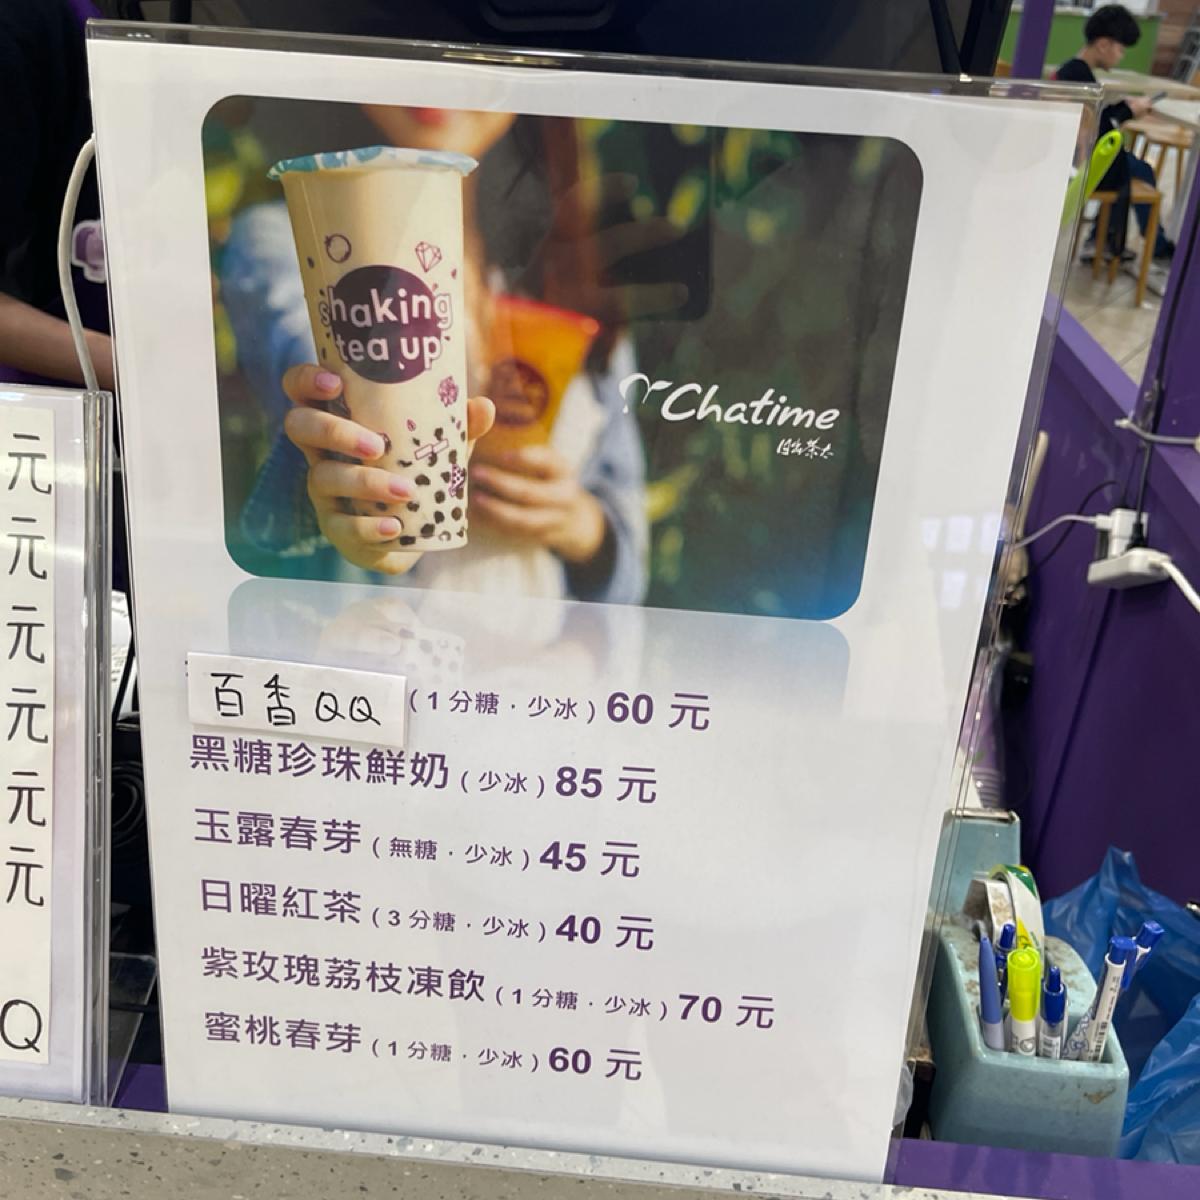 shaking
tea up
Chatime
日出茶太
百香QQ (1分糖．少冰) 60 元
黑糖珍珠鮮奶 (少冰) 85 元
玉露春芽 (無糖．少冰) 45 元
日曜紅茶 (3分糖．少冰) 40 元
紫玫瑰荔枝凍飲 (1分糖．少冰) 70 元
蜜桃春芽 (1分糖．少冰) 60 元
元
元
元
元
元
元
Q